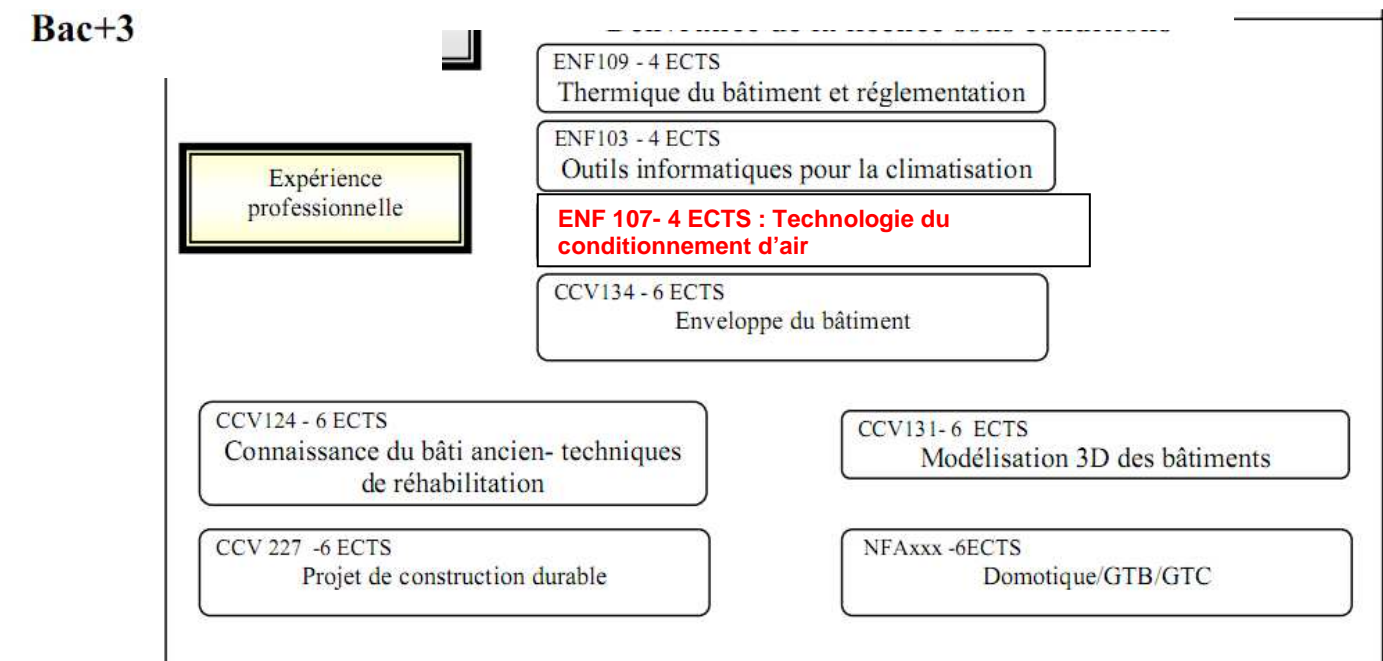 Bac+3
ENF109 - 4 ECTS
Thermique du bâtiment et réglementation
ENF103 - 4 ECTS
Outils informatiques pour la climatisation
Expérience
professionnelle
ENF 107- 4 ECTS : Technologie du
conditionnement d’air
CCV134 - 6 ECTS
Enveloppe du bâtiment
CCV124 - 6 ECTS
Connaissance du bâti ancien- techniques
de réhabilitation
CCV131- 6 ECTS
Modélisation 3D des bâtiments
CCV 227 -6 ECTS
Projet de construction durable
NFAxxx -6ECTS
Domotique/GTB/GTC